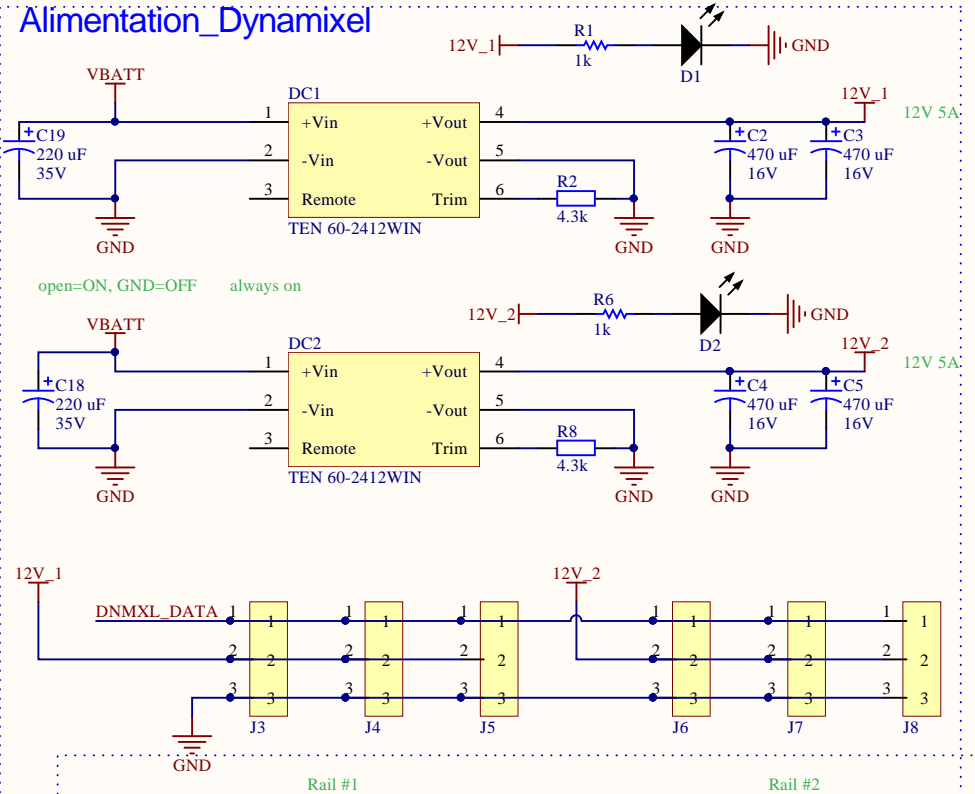 Alimentation_Dynamixel
12V_1
R1
1k
D1
GND
VBATT
C19
220 uF
35V
GND
DC1
1 +Vin +Vout 4
2 -Vin -Vout 5
3 Remote Trim 6
TEN 60-2412WIN
R2
4.3k
GND
12V_1
12V 5A
+ C2
470 uF
16V
+ C3
470 uF
16V
GND
open=ON, GND=OFF always on
12V_2
R6
1k
D2
GND
VBATT
+ C18
220 uF
35V
GND
DC2
1 +Vin +Vout 4
2 -Vin -Vout 5
3 Remote Trim 6
TEN 60-2412WIN
R8
4.3k
GND
12V_2
12V 5A
+ C4
470 uF
16V
+ C5
470 uF
16V
GND
12V_1 12V_2
DNMXL_DATA
1 1 1 1 1 1 1 1 1 1 1 1
2 2 2 2 2 2 2 2 2 2 2 2
3 3 3 3 3 3 3 3 3 3 3 3
J3 J4 J5 J6 J7 J8
GND
Rail #1 Rail #2